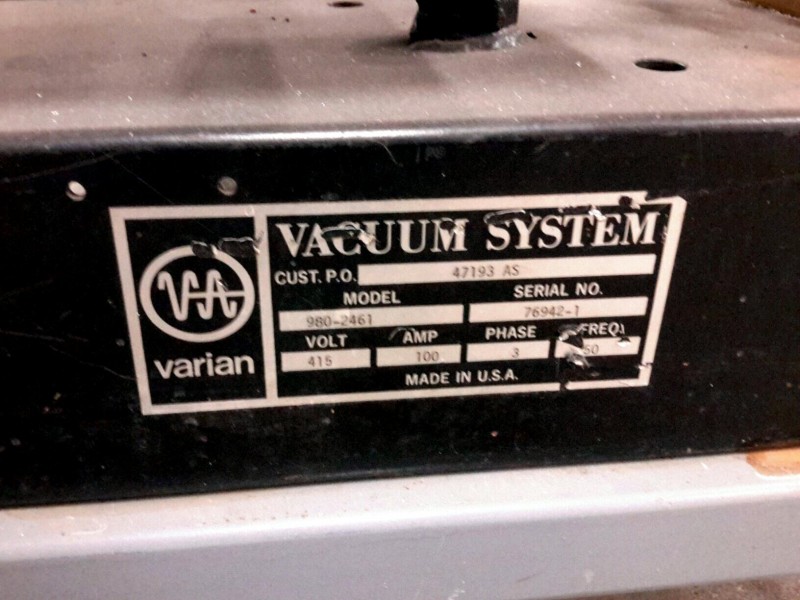 VACUUM SYSTEM
CUST. P.O. 47193 AS
MODEL SERIAL NO.
980-2461 76942-1
VOLT AMP PHASE FREQ.
415 100 3 50
MADE IN U.S.A.
VA
varian